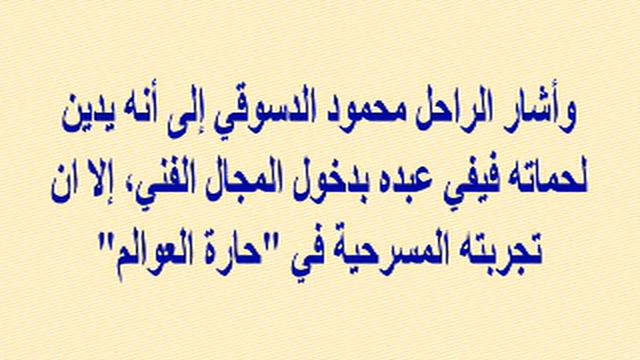 وأشار الراحل محمود الدسوقي إلى أنه يدين
لحماته فيفي عبده بدخول المجال الفني، إلا ان
تجربته المسرحية في "حارة العوالم"